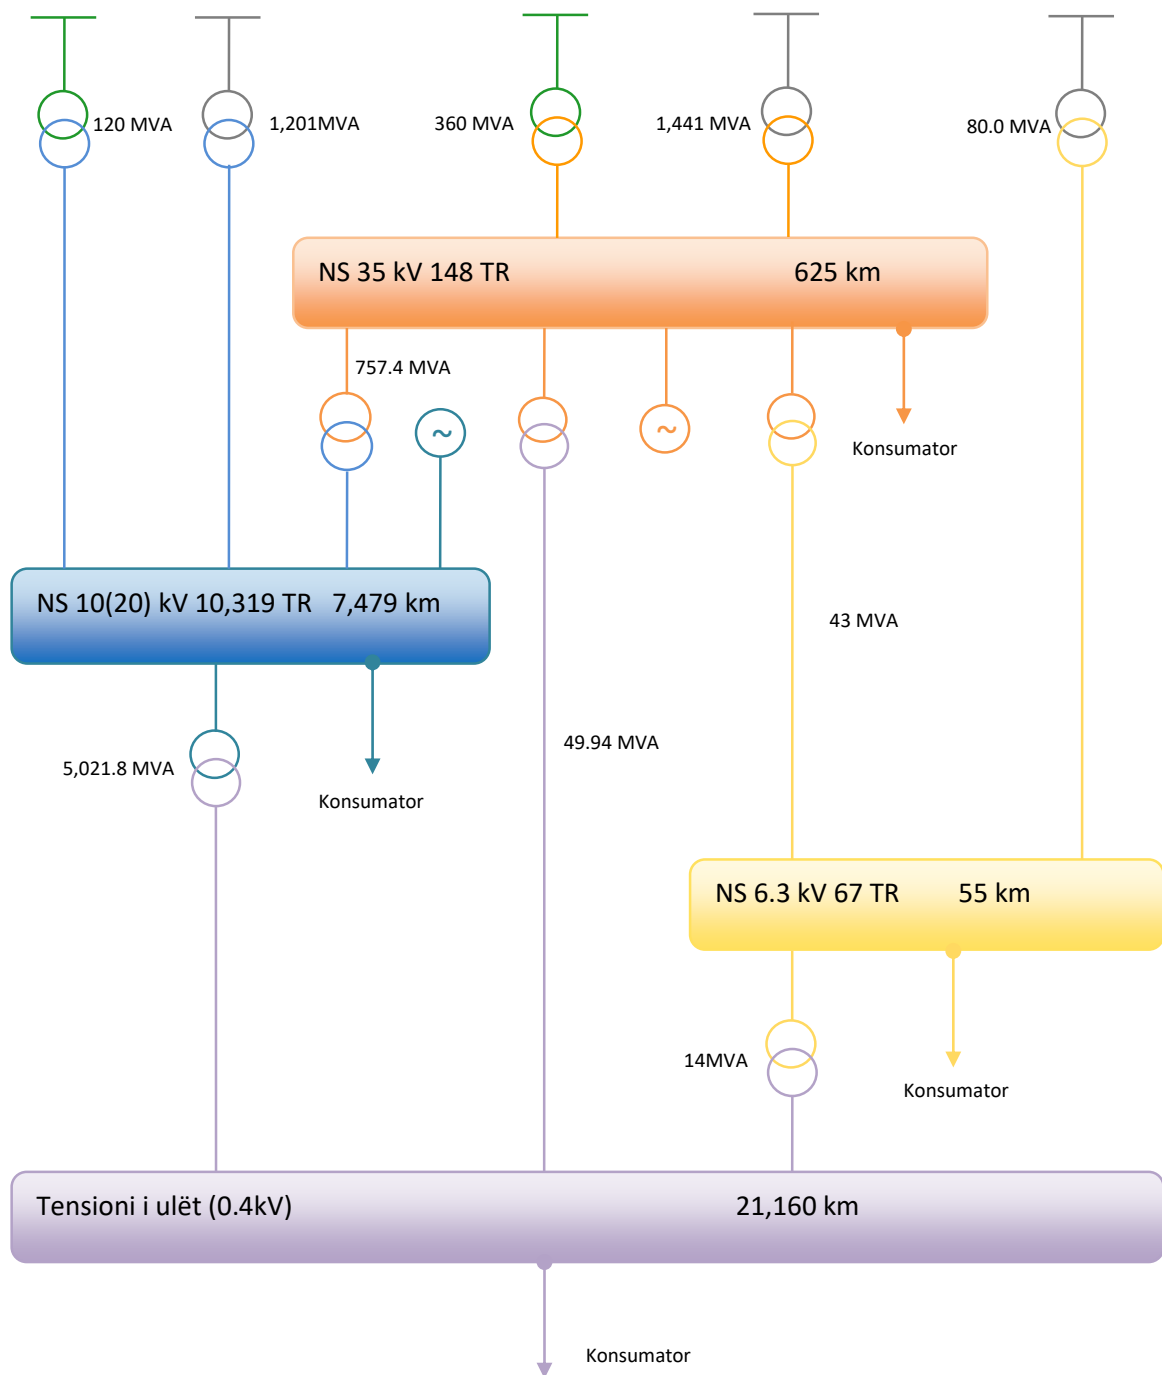 120 MVA
1,201MVA
360 MVA
1,441 MVA
80.0 MVA
NS 35 kV 148 TR 625 km
757.4 MVA
~
~
Konsumator
NS 10(20) kV 10,319 TR 7,479 km
43 MVA
49.94 MVA
5,021.8 MVA
Konsumator
NS 6.3 kV 67 TR 55 km
14MVA
Konsumator
Tensioni i ulët (0.4kV) 21,160 km
Konsumator